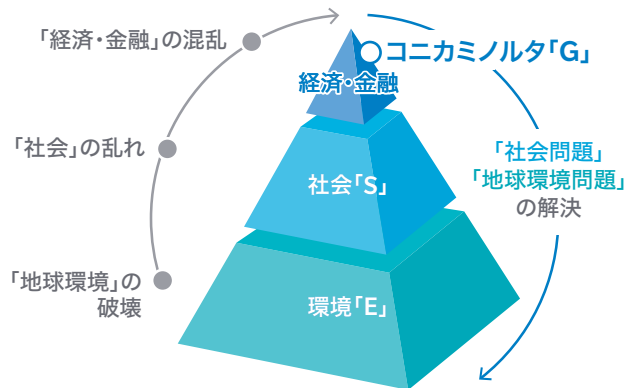 「経済・金融」の混乱
コニカミノルタ「G」
経済・金融
「社会」の乱れ
社会「S」
「社会問題」
「地球環境問題」
の解決
「地球環境」の
破壊
環境「E」